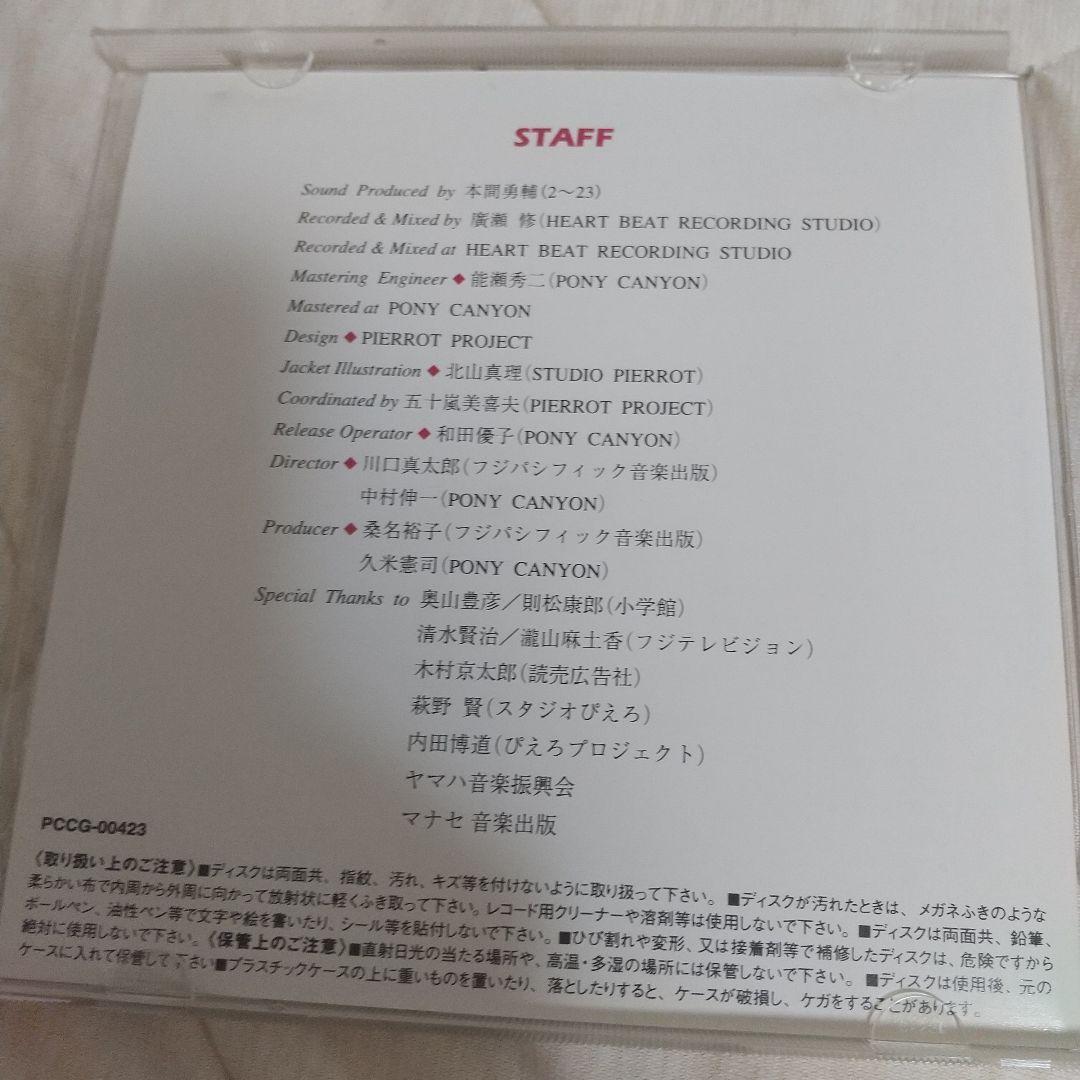 STAFF
Sound Produced by 本間勇輔(2〜23)
Recorded & Mixed by 廣瀬 修(HEART BEAT RECORDING STUDIO)
Recorded & Mixed at HEART BEAT RECORDING STUDIO
Mastering Engineer◆能瀬秀二(PONY CANYON)
Mastered at PONY CANYON
Design◆PIERROT PROJECT
Jacket Illustration◆北山真理(STUDIO PIERROT)
Coordinated by 五十嵐美喜夫(PIERROT PROJECT)
Release Operator◆和田優子(PONY CANYON)
Director◆川口真太郎(フジパシフィック音楽出版)
中村伸一(PONY CANYON)
Producer◆桑名裕子(フジパシフィック音楽出版)
久米憲司(PONY CANYON)
Special Thanks to 奥山豊彦／則松康郎(小学館)
清水賢治／瀧山麻土香(フジテレビジョン)
木村京太郎(読売広告社)
萩野 賢(スタジオぴえろ)
内田博道(ぴえろプロジェクト)
ヤマハ音楽振興会
マナセ音楽出版
PCCG-00423
《取り扱い上のご注意》■ディスクは両面共、指紋、汚れ、キズ等を付けないように取り扱って下さい。■ディスクが汚れたときは、メガネふきのような
柔らかい布で内周から外周に向かって放射状に軽くふき取って下さい。レコード用クリーナーや溶剤等は使用しないで下さい。■ディスクは両面共、鉛筆、
ボールペン、油性ペン等で文字や絵を書いたり、シール等を貼付しないで下さい。■ひび割れや変形、又は接着剤等で補修したディスクは、危険ですから
絶対に使用しないで下さい。《保管上のご注意》■直射日光の当たる場所や、高温・多湿の場所には保管しないで下さい。■ディスクは使用後、元の
ケースに入れて保管して下さい■プラスチックケースの上に重いものを置いたり、落としたりすると、ケースが破損し、ケガをすることがあります。